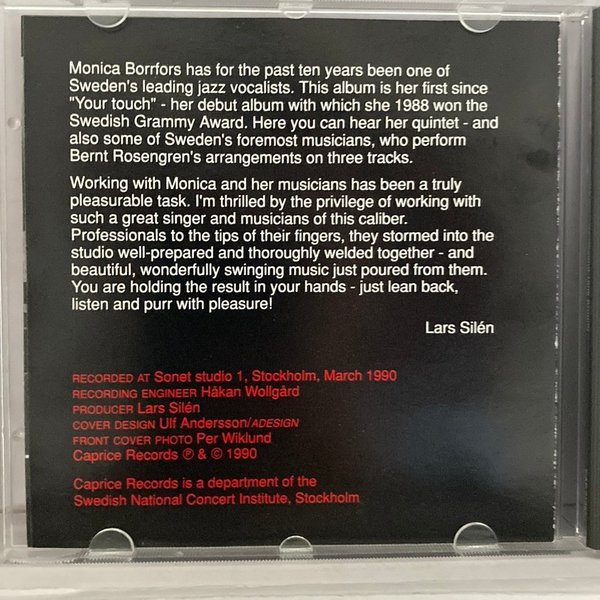 Monica Borrfors has for the past ten years been one of
Sweden's leading jazz vocalists. This album is her first since
"Your touch" - her debut album with which she 1988 won the
Swedish Grammy Award. Here you can hear her quintet - and
also some of Sweden's foremost musicians, who perform
Bernt Rosengren's arrangements on three tracks.
Working with Monica and her musicians has been a truly
pleasurable task. I'm thrilled by the privilege of working with
such a great singer and musicians of this caliber.
Professionals to the tips of their fingers, they stormed into the
studio well-prepared and thoroughly welded together - and
beautiful, wonderfully swinging music just poured from them.
You are holding the result in your hands - just lean back,
listen and purr with pleasure!
Lars Silén
RECORDED AT Sonet studio 1, Stockholm, March 1990
RECORDING ENGINEER Håkan Wollgård
PRODUCER Lars Silén
COVER DESIGN Ulf Andersson/ADESIGN
FRONT COVER PHOTO Per Wiklund
Caprice Records ℗ & © 1990
Caprice Records is a department of the
Swedish National Concert Institute, Stockholm